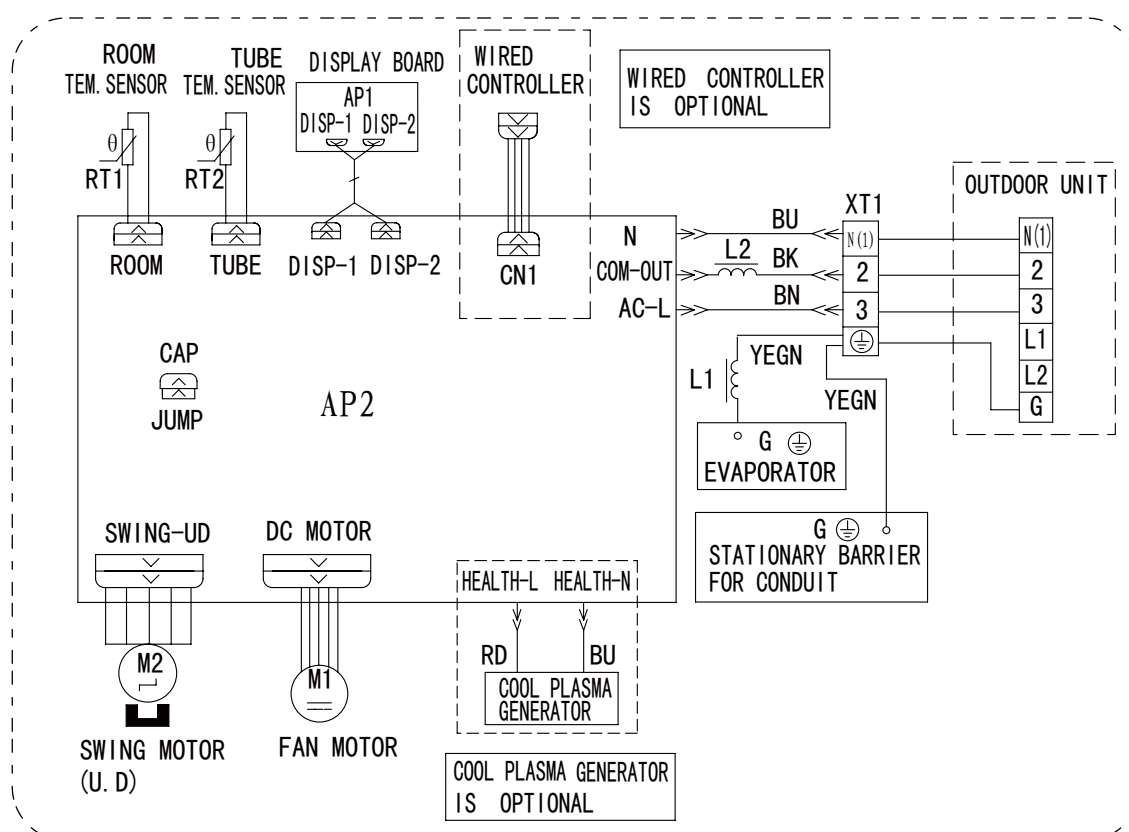 ROOM
TEM. SENSOR
TUBE
TEM. SENSOR
DISPLAY BOARD
AP1
DISP-1 DISP-2
WIRED
CONTROLLER
WIRED CONTROLLER
IS OPTIONAL
θ
RT1
θ
RT2
ROOM
TUBE
DISP-1 DISP-2
CN1
N
COM-OUT
AC-L
BU
L2
BK
BN
XT1
N(1)
2
3
OUTDOOR UNIT
N(1)
2
3
L1
L2
G
YEGN
L1
YEGN
G
EVAPORATOR
G
STATIONARY BARRIER
FOR CONDUIT
CAP
JUMP
AP2
SWING-UD
DC MOTOR
HEALTH-L HEALTH-N
RD
BU
COOL PLASMA
GENERATOR
M2
M1
SWING MOTOR
(U.D)
FAN MOTOR
COOL PLASMA GENERATOR
IS OPTIONAL